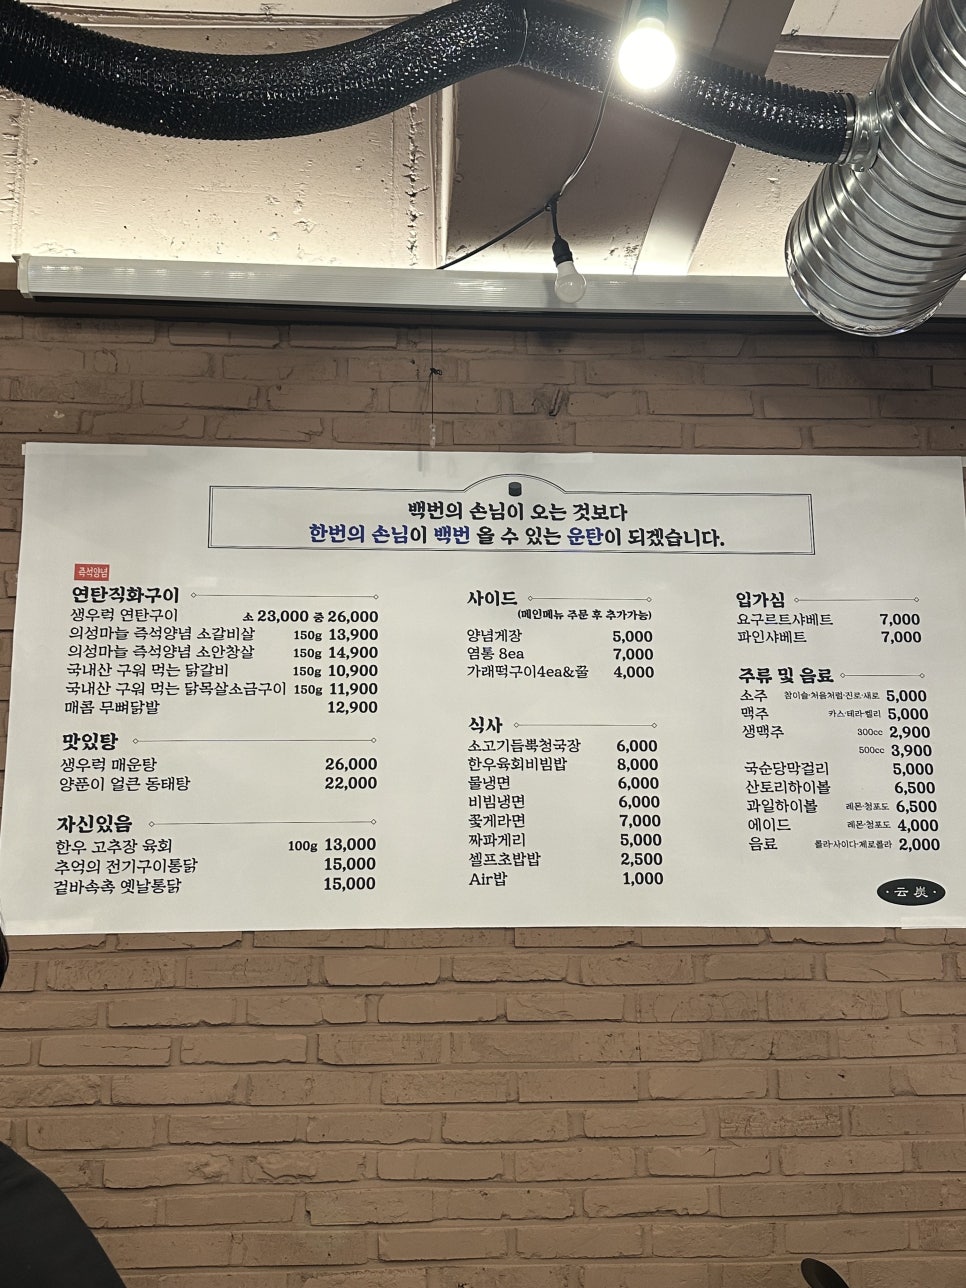 백번의 손님이 오는 것보다
한번의 손님이 백번 올 수 있는 운탄이 되겠습니다.
즉석양념
연탄직화구이
생우럭 연탄구이 소 23,000 중 26,000
의성마늘 즉석양념 소갈비살 150g 13,900
의성마늘 즉석양념 소안창살 150g 14,900
국내산 구워 먹는 닭갈비 150g 10,900
국내산 구워 먹는 닭목살소금구이 150g 11,900
매콤 무뼈닭발 12,900
맛있탕
생우럭 매운탕 26,000
양푼이 얼큰 동태탕 22,000
자신있음
한우 고추장 육회 100g 13,000
추억의 전기구이통닭 15,000
겉바속촉 옛날통닭 15,000
사이드
(메인메뉴 주문 후 추가가능)
양념게장 5,000
염통 8ea 7,000
가래떡구이4ea&꿀 4,000
식사
소고기듬뿍청국장 6,000
한우육회비빔밥 8,000
물냉면 6,000
비빔냉면 6,000
꽃게라면 7,000
짜파게리 5,000
셀프초밥밥 2,500
Air밥 1,000
입가심
요구르트샤베트 7,000
파인샤베트 7,000
주류 및 음료
소주 참이슬·처음처럼·진로·새로 5,000
맥주 카스·테라·켈리 5,000
생맥주 300cc 2,900
500cc 3,900
국순당막걸리 5,000
산토리하이볼 6,500
과일하이볼 레몬·청포도 6,500
에이드 레몬·청포도 4,000
음료 콜라·사이다·제로콜라 2,000
·云炭·